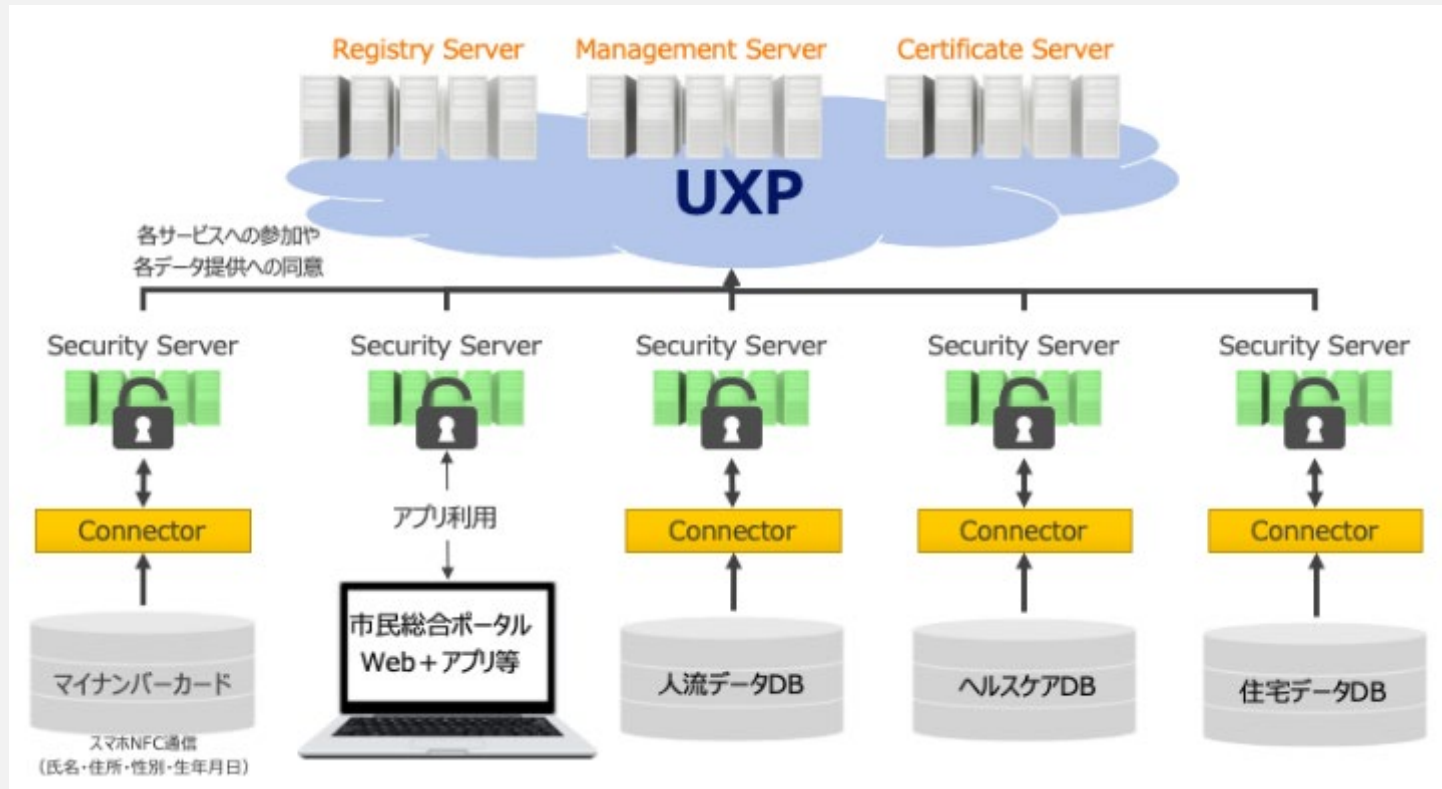 Registry Server
Management Server
Certificate Server
UXP
各サービスへの参加や
各データ提供への同意
Security Server
Security Server
Security Server
Security Server
Security Server
Connector
アプリ利用
Connector
Connector
Connector
マイナンバーカード
市民総合ポータル
Web+アプリ等
人流データDB
ヘルスケアDB
住宅データDB
スマホNFC通信
(氏名・住所・性別・生年月日)